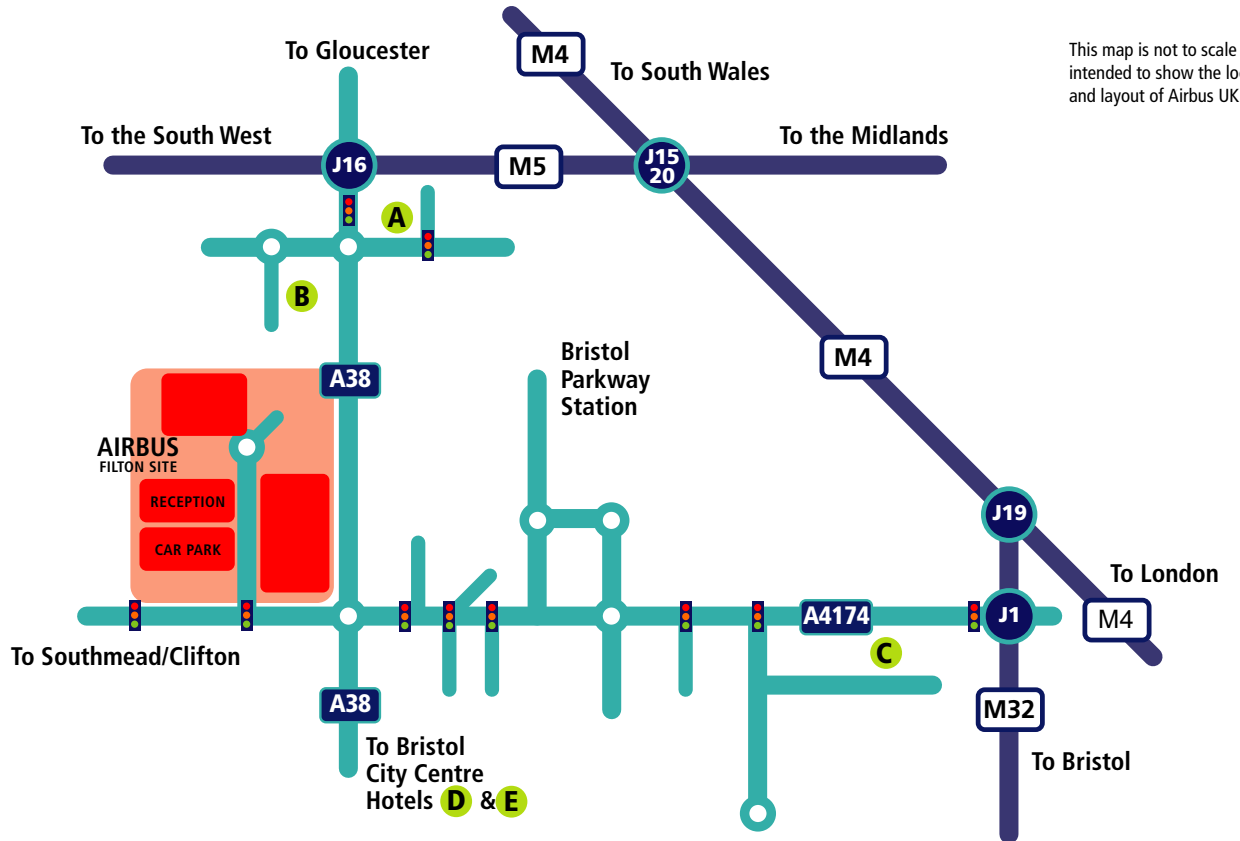 To Gloucester
M4
To South Wales
This map is not to scale
intended to show the
and layout of Airbus UK
To the South West
J16
M5
J15
20
To the Midlands
A
B
A38
Bristol
Parkway
Station
M4
AIRBUS
FILTON SITE
RECEPTION
CAR PARK
J19
To London
M4
A4174
J1
To Southmead/Clifton
C
A38
M32
To Bristol
City Centre
Hotels D & E
To Bristol